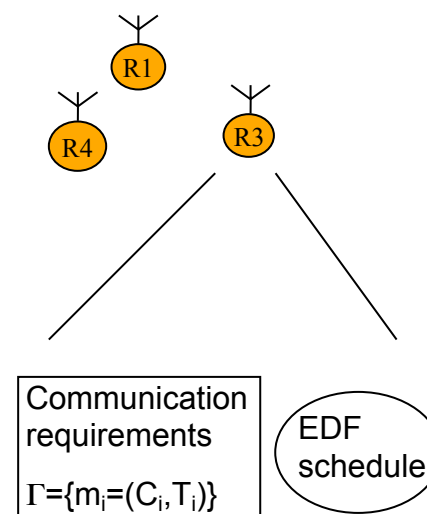 R1
R4
R3
Communication
requirements
Γ={mᵢ=(Cᵢ,Tᵢ)}
EDF
schedule